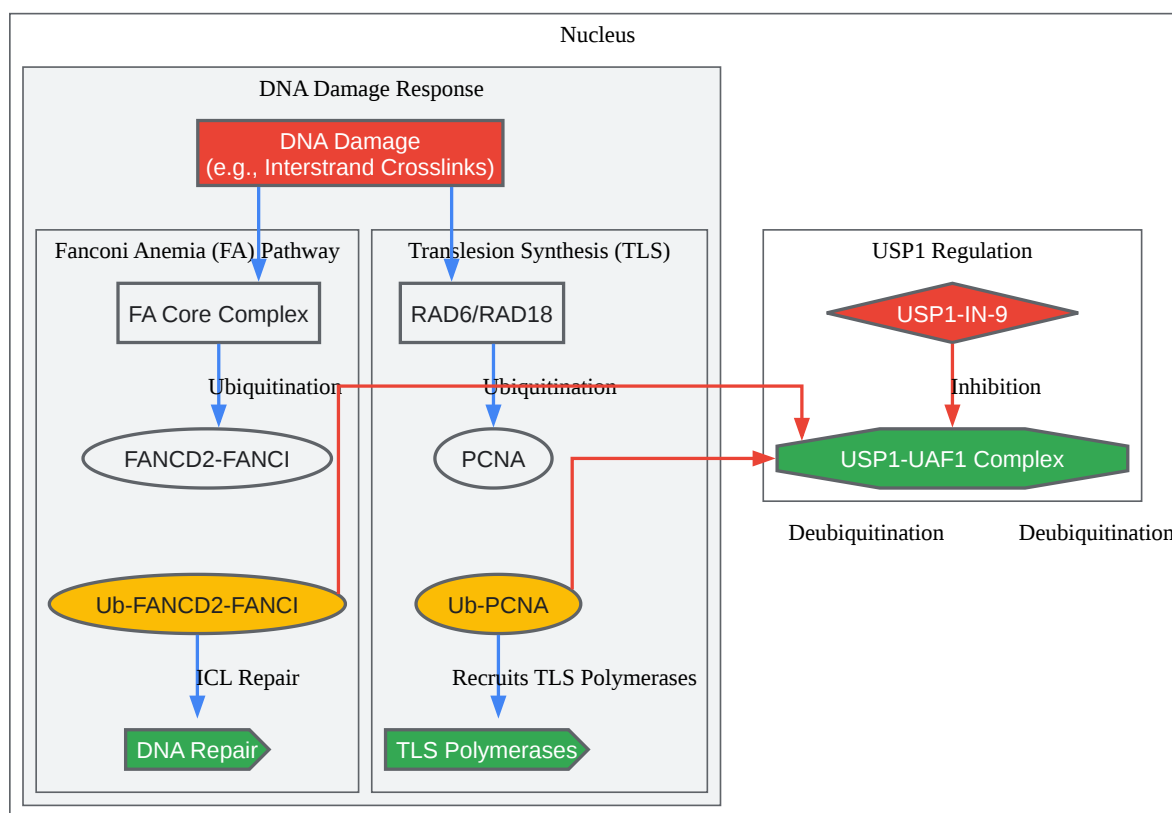 Nucleus
DNA Damage Response
DNA Damage
(e.g., Interstrand Crosslinks)
Fanconi Anemia (FA) Pathway
Translesion Synthesis (TLS)
USP1 Regulation
FA Core Complex
RAD6/RAD18
USP1-IN-9
Ubiquitination
Ubiquitination
Inhibition
FANCD2-FANCI
PCNA
USP1-UAF1 Complex
Deubiquitination
Deubiquitination
Ub-FANCD2-FANCI
Ub-PCNA
ICL Repair
Recruits TLS Polymerases
DNA Repair
TLS Polymerases